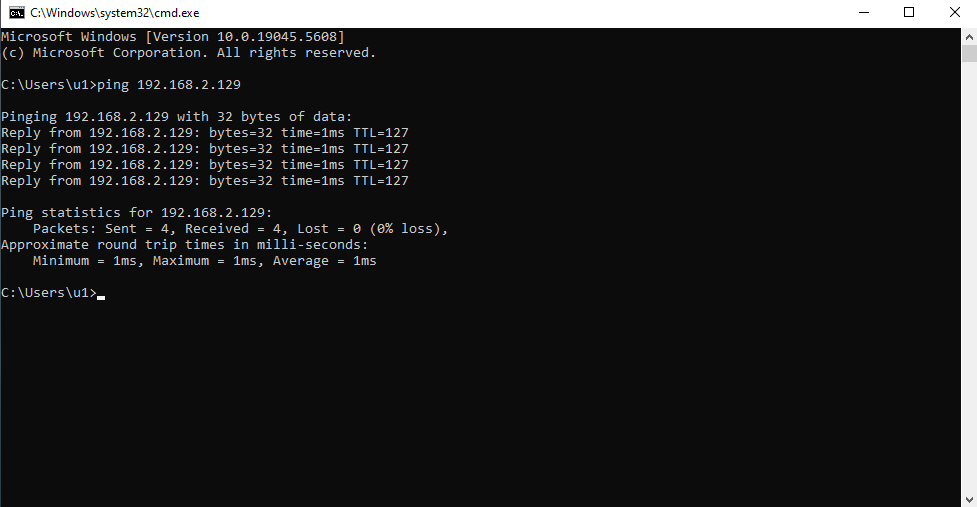 C:\Windows\system32\cmd.exe
Microsoft Windows [Version 10.0.19045.5608]
(c) Microsoft Corporation. All rights reserved.
C:\Users\u1>ping 192.168.2.129
Pinging 192.168.2.129 with 32 bytes of data:
Reply from 192.168.2.129: bytes=32 time=1ms TTL=127
Reply from 192.168.2.129: bytes=32 time=1ms TTL=127
Reply from 192.168.2.129: bytes=32 time=1ms TTL=127
Reply from 192.168.2.129: bytes=32 time=1ms TTL=127
Ping statistics for 192.168.2.129:
    Packets: Sent = 4, Received = 4, Lost = 0 (0% loss),
Approximate round trip times in milli-seconds:
    Minimum = 1ms, Maximum = 1ms, Average = 1ms
C:\Users\u1>